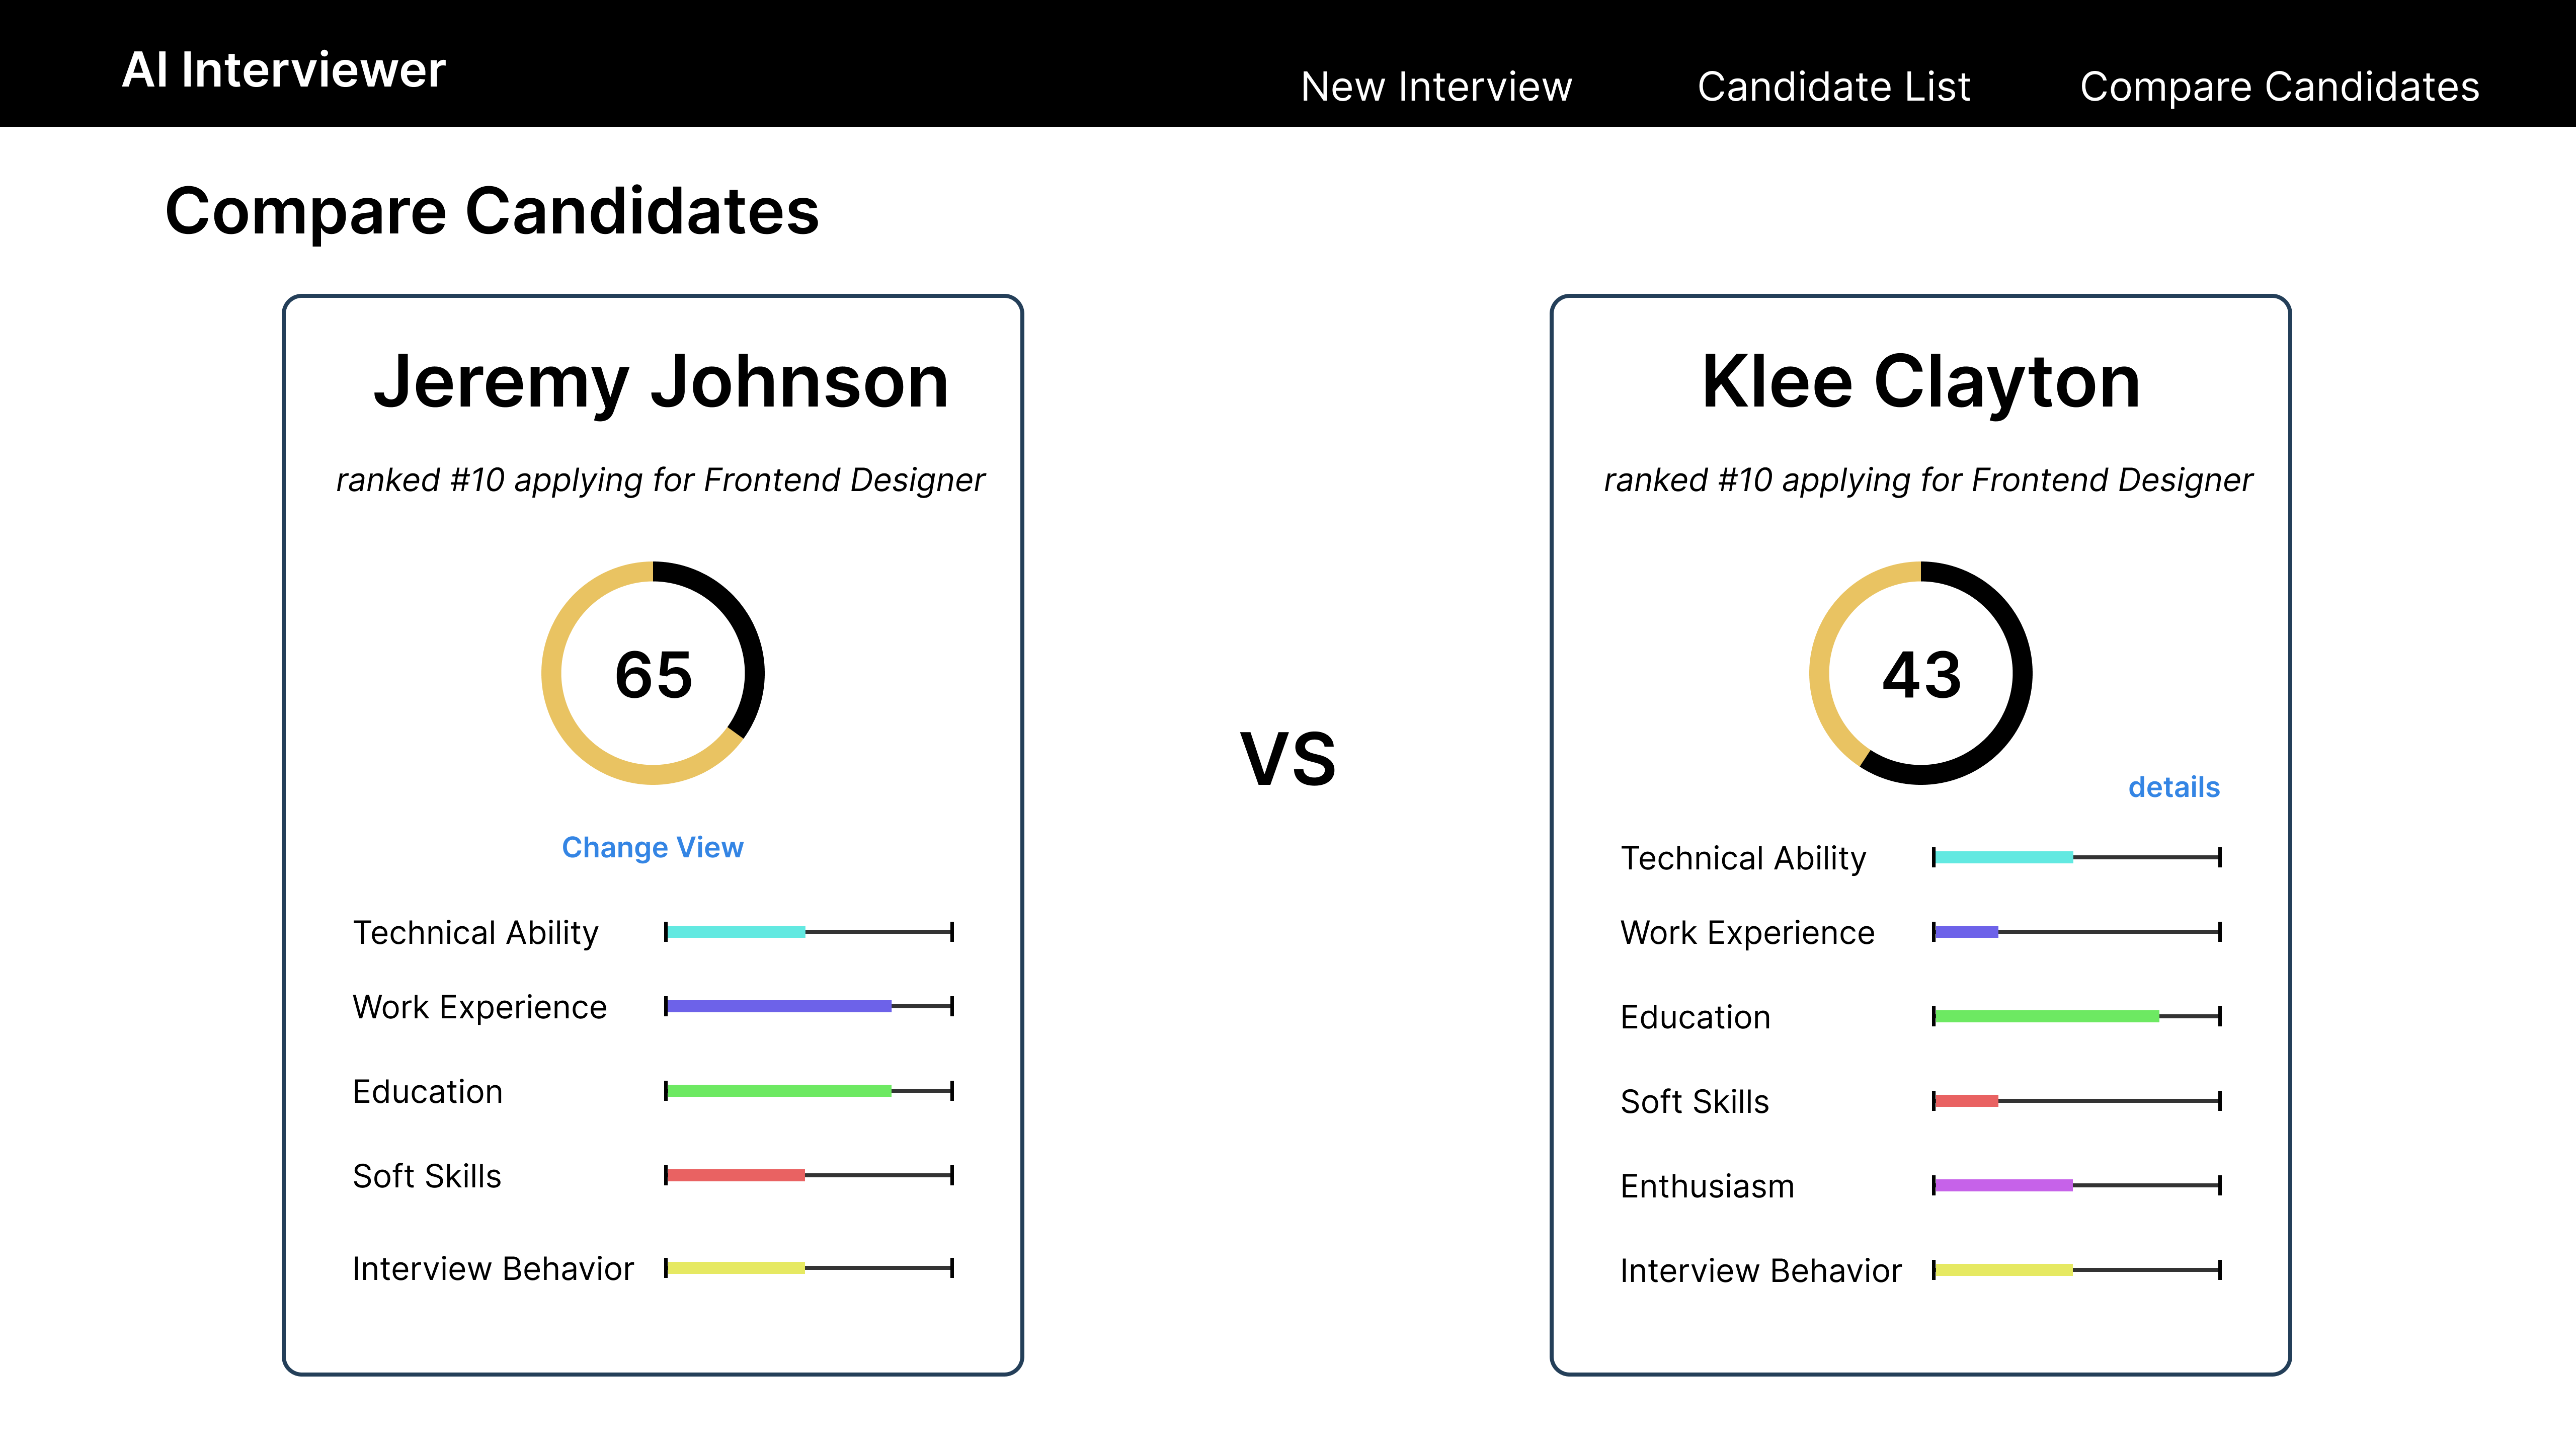 AI Interviewer
New Interview
Candidate List
Compare Candidates
Compare Candidates
Jeremy Johnson
ranked #10 applying for Frontend Designer
65
Change View
Technical Ability
Work Experience
Education
Soft Skills
Interview Behavior
VS
Klee Clayton
ranked #10 applying for Frontend Designer
43
details
Technical Ability
Work Experience
Education
Soft Skills
Enthusiasm
Interview Behavior